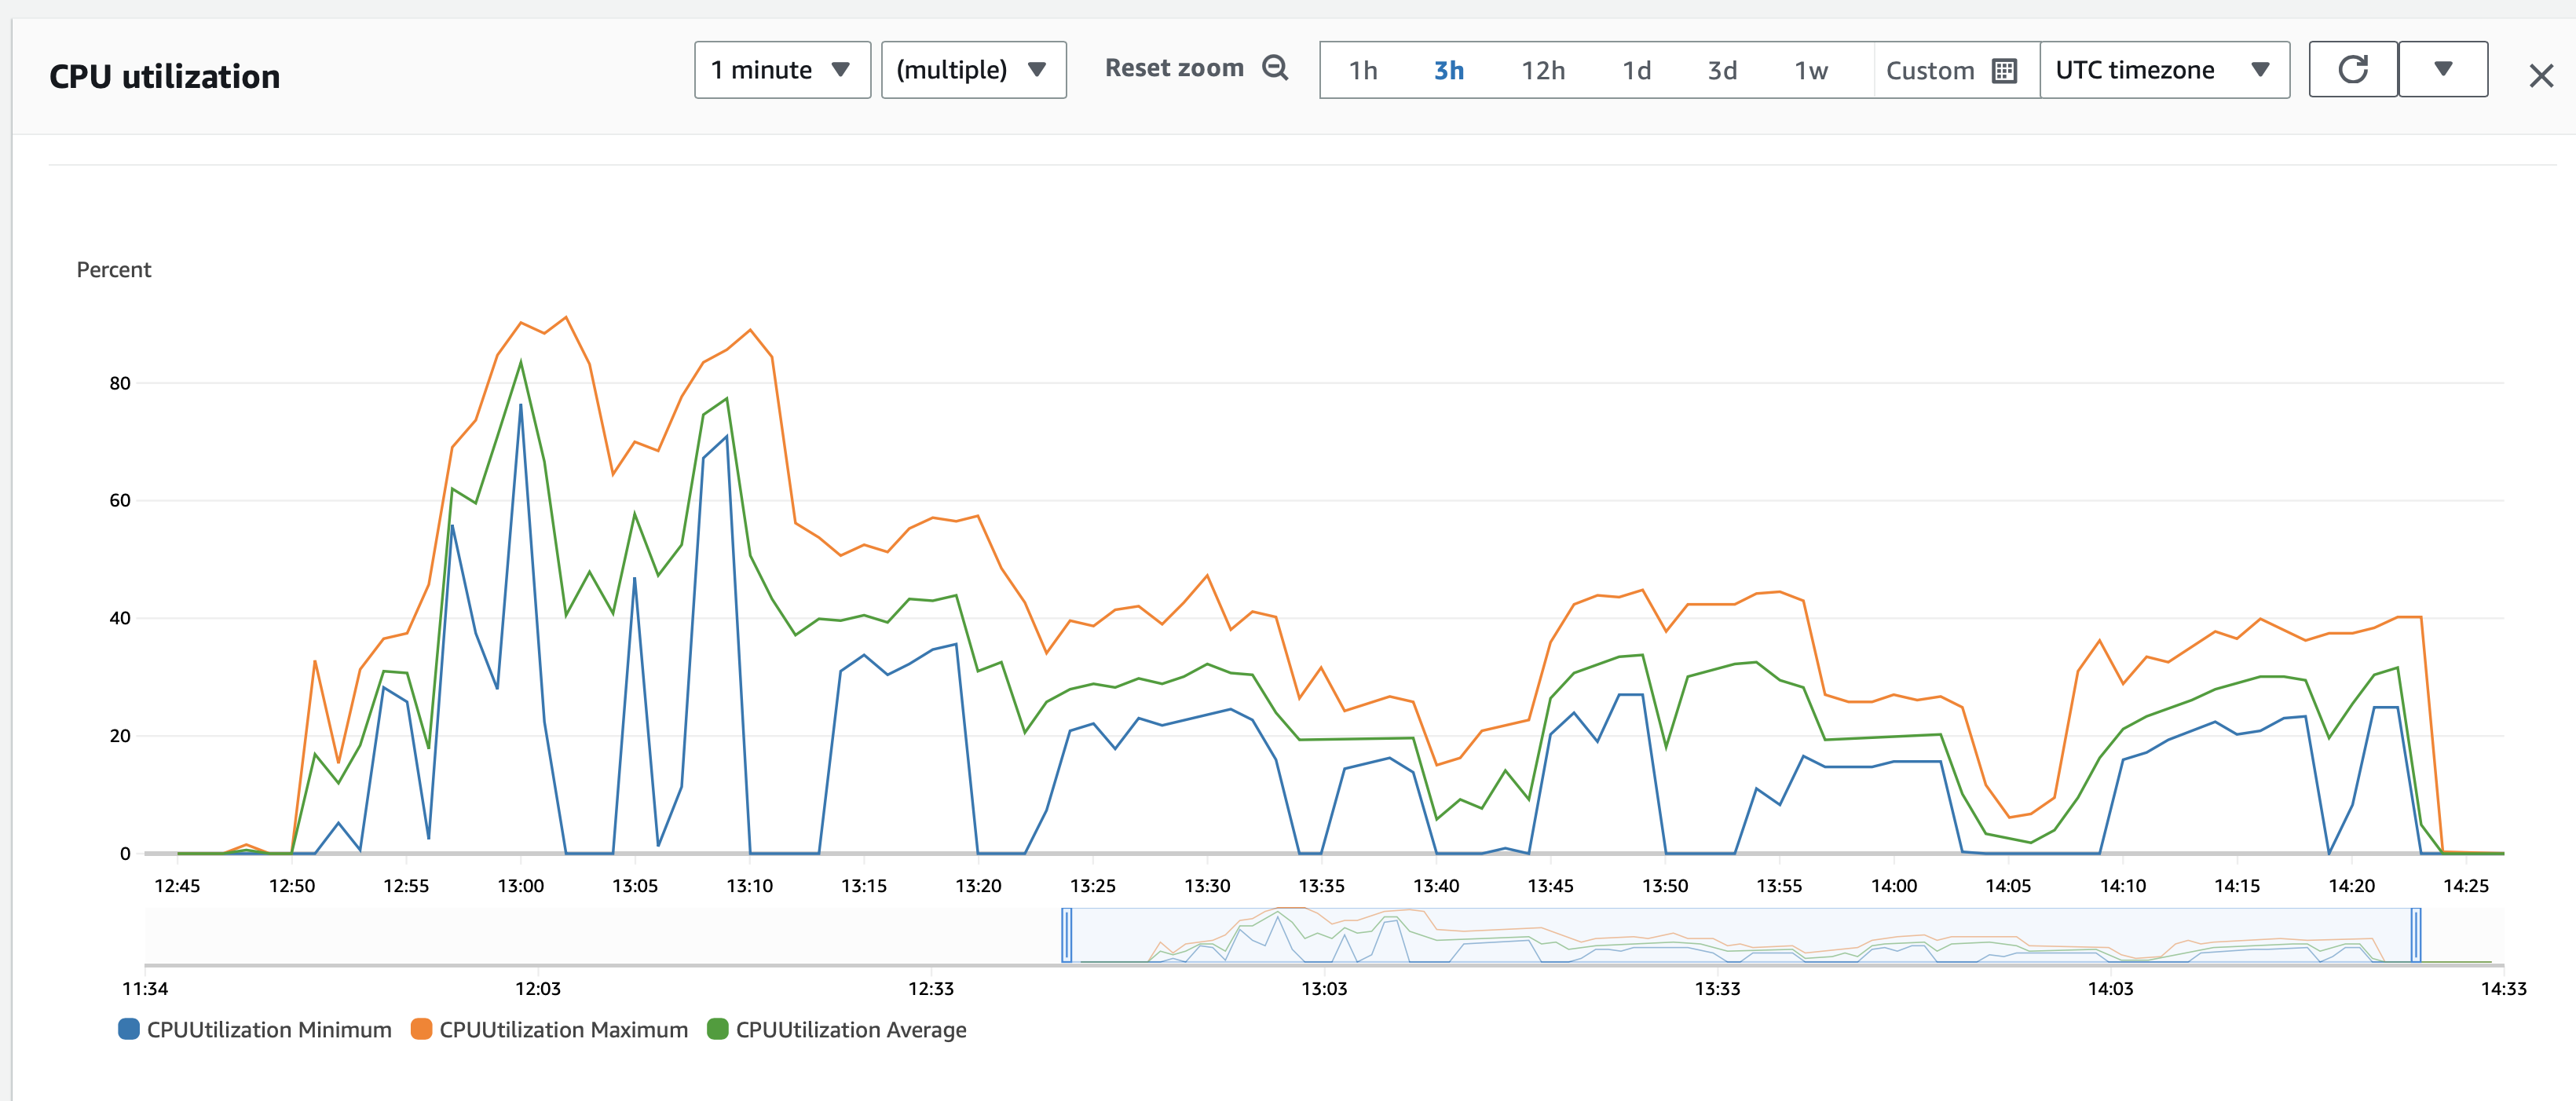 CPU utilization
1 minute
(multiple)
Reset zoom
1h
3h
12h
1d
3d
1w
Custom
UTC timezone
Percent
80
60
40
20
0
12:45
12:50
12:55
13:00
13:05
13:10
13:15
13:20
13:25
13:30
13:35
13:40
13:45
13:50
13:55
14:00
14:05
14:10
14:15
14:20
14:25
11:34
12:03
12:33
13:03
13:33
14:03
14:33
CPUUtilization Minimum
CPUUtilization Maximum
CPUUtilization Average